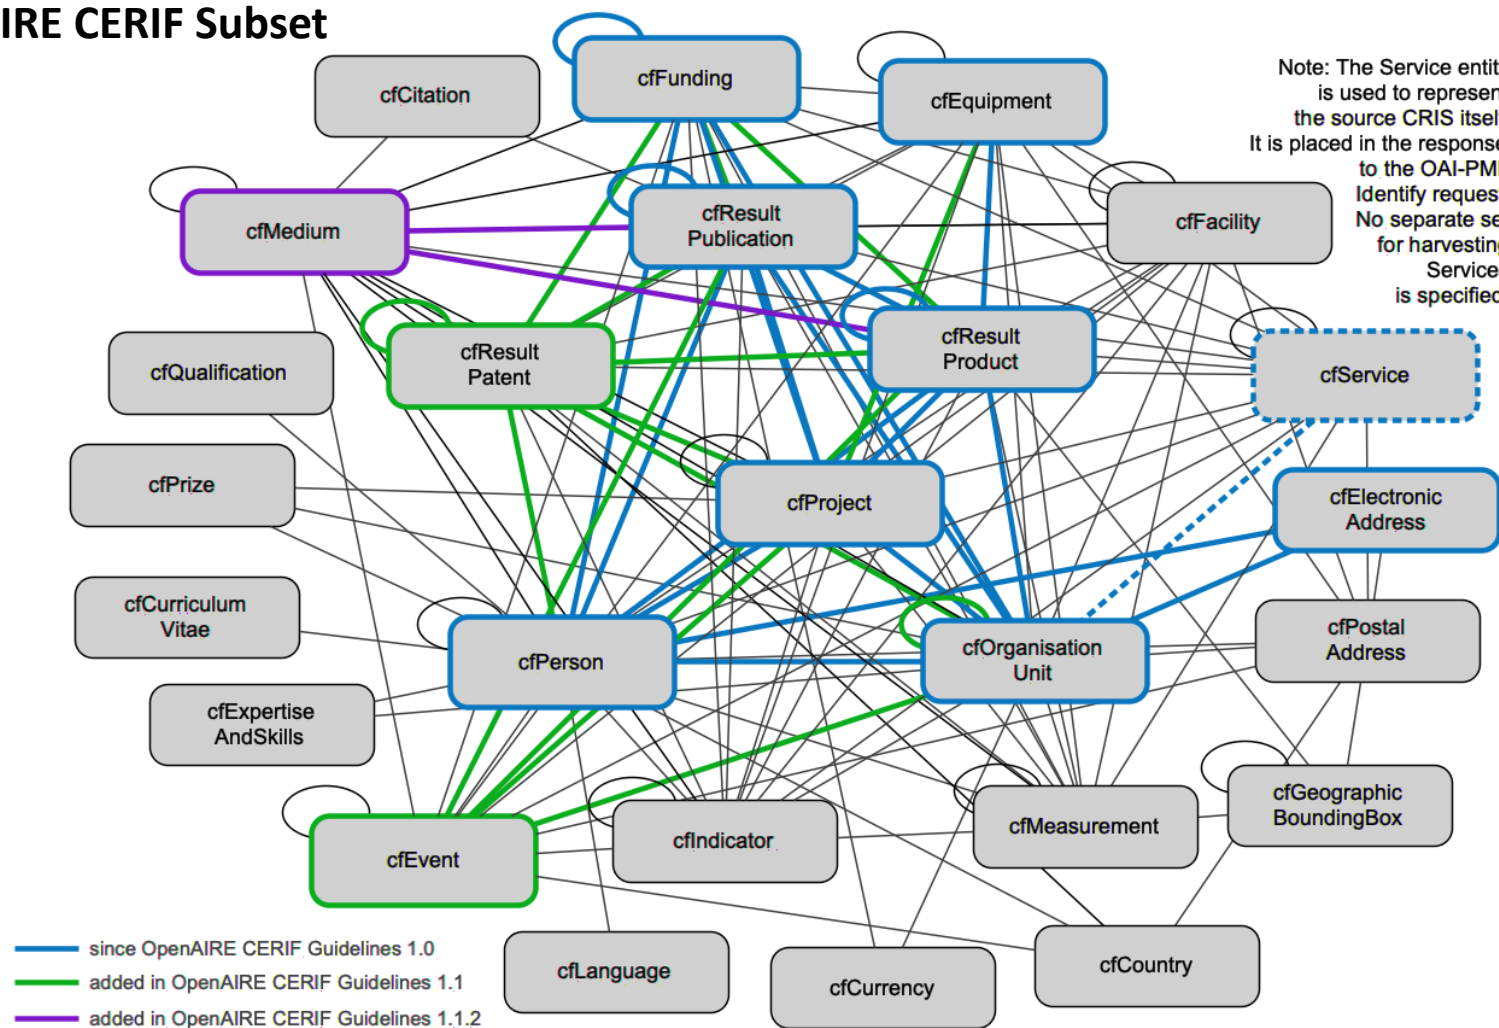 IRE CERIF Subset
cfFunding
cfCitation
cfEquipment
Note: The Service entit
is used to represen
the source CRIS itsel
It is placed in the response
to the OAI-PM
Identify reques
No separate se
for harvesting
Service
is specified
cfResult
Publication
cfMedium
cfFacility
cfResult
Product
cfResult
Patent
cfQualification
cfService
cfPrize
cfProject
cfElectronic
Address
cfCurriculum
Vitae
cfPerson
cfOrganisation
Unit
cfPostal
Address
cfExpertise
AndSkills
cfGeographic
BoundingBox
cfMeasurement
cfIndicator
cfEvent
since OpenAIRE CERIF Guidelines 1.0
added in OpenAIRE CERIF Guidelines 1.1
added in OpenAIRE CERIF Guidelines 1.1.2
cfLanguage
cfCurrency
cfCountry